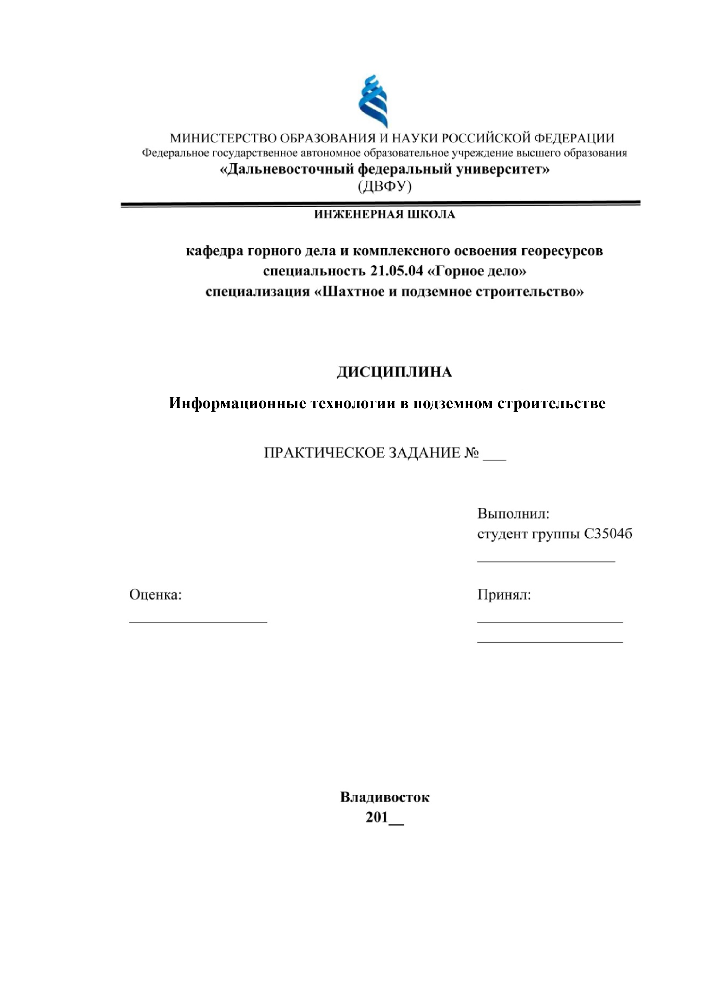 МИНИСТЕРСТВО ОБРАЗОВАНИЯ И НАУКИ РОССИЙСКОЙ ФЕДЕРАЦИИ
Федеральное государственное автономное образовательное учреждение высшего образования
«Дальневосточный федеральный университет»
(ДВФУ)
ИНЖЕНЕРНАЯ ШКОЛА
кафедра горного дела и комплексного освоения георесурсов
специальность 21.05.04 «Горное дело»
специализация «Шахтное и подземное строительство»
ДИСЦИПЛИНА
Информационные технологии в подземном строительстве
ПРАКТИЧЕСКОЕ ЗАДАНИЕ № ___
Выполнил:
студент группы С3504б
Оценка:
Принял:
Владивосток
201__